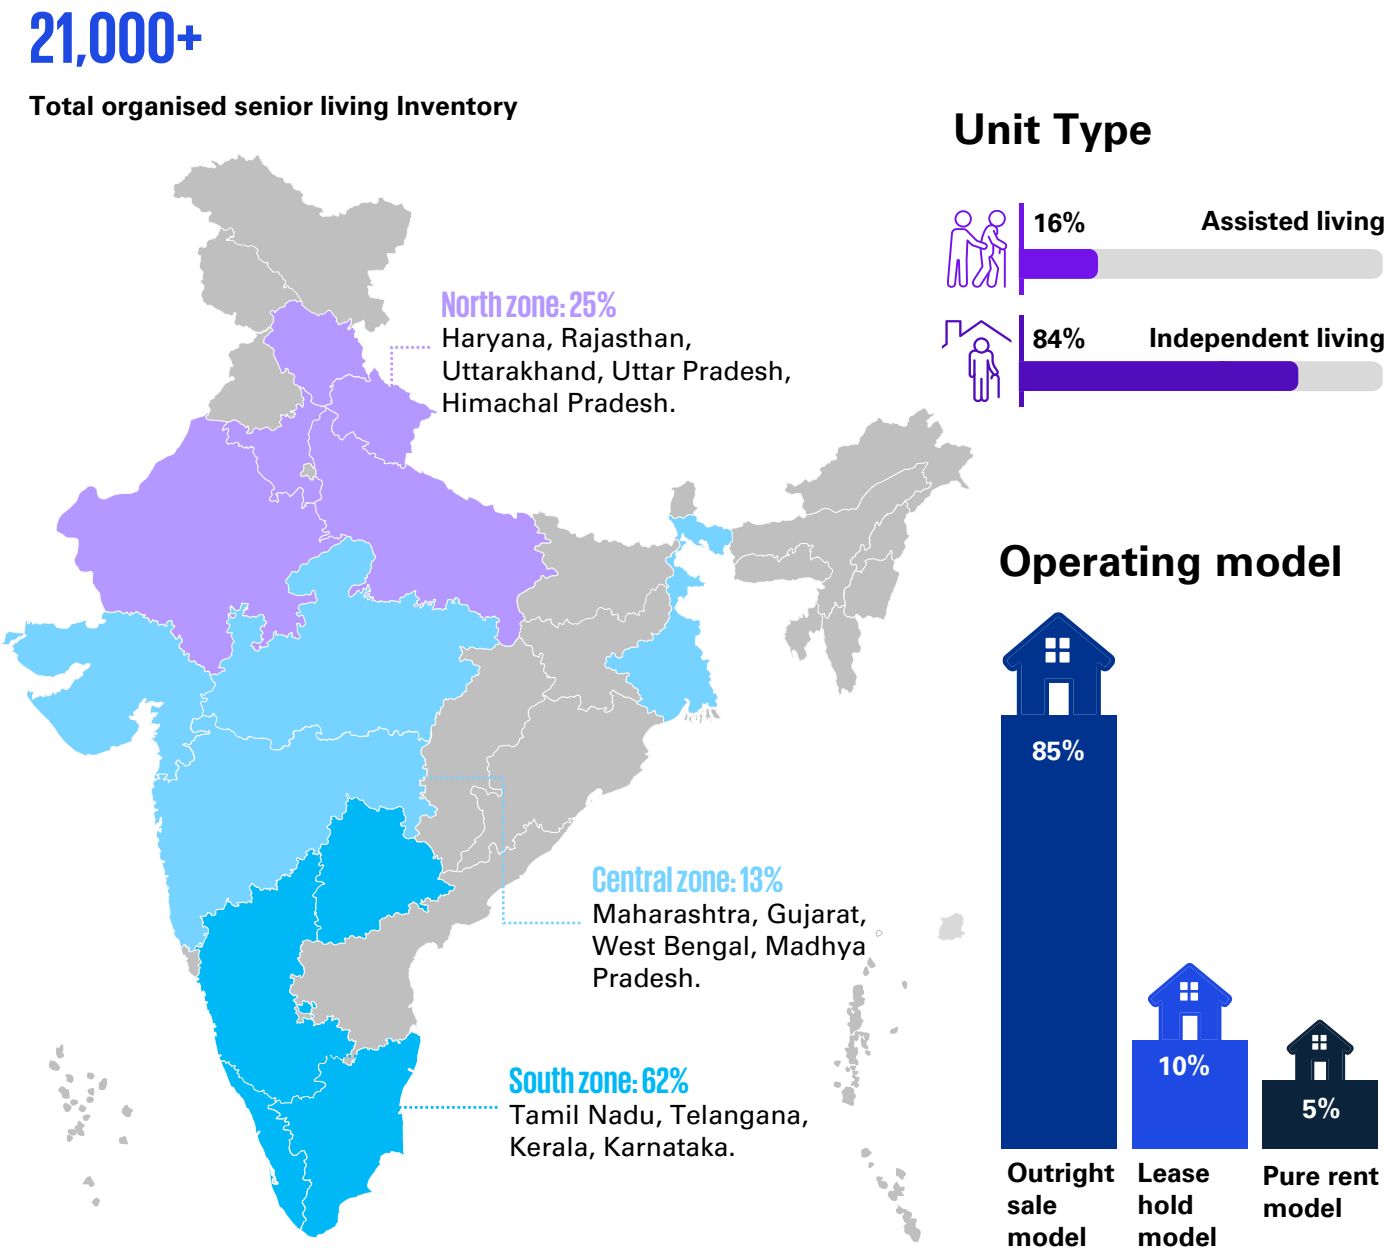 21,000+
Total organised senior living Inventory
Unit Type
16%
Assisted living
84%
Independent living
North zone: 25%
Haryana, Rajasthan,
Uttarakhand, Uttar Pradesh,
Himachal Pradesh.
Central zone: 13%
Maharashtra, Gujarat,
West Bengal, Madhya
Pradesh.
South zone: 62%
Tamil Nadu, Telangana,
Kerala, Karnataka.
Operating model
85%
10%
5%
Outright
sale
model
Lease
hold
model
Pure rent
model